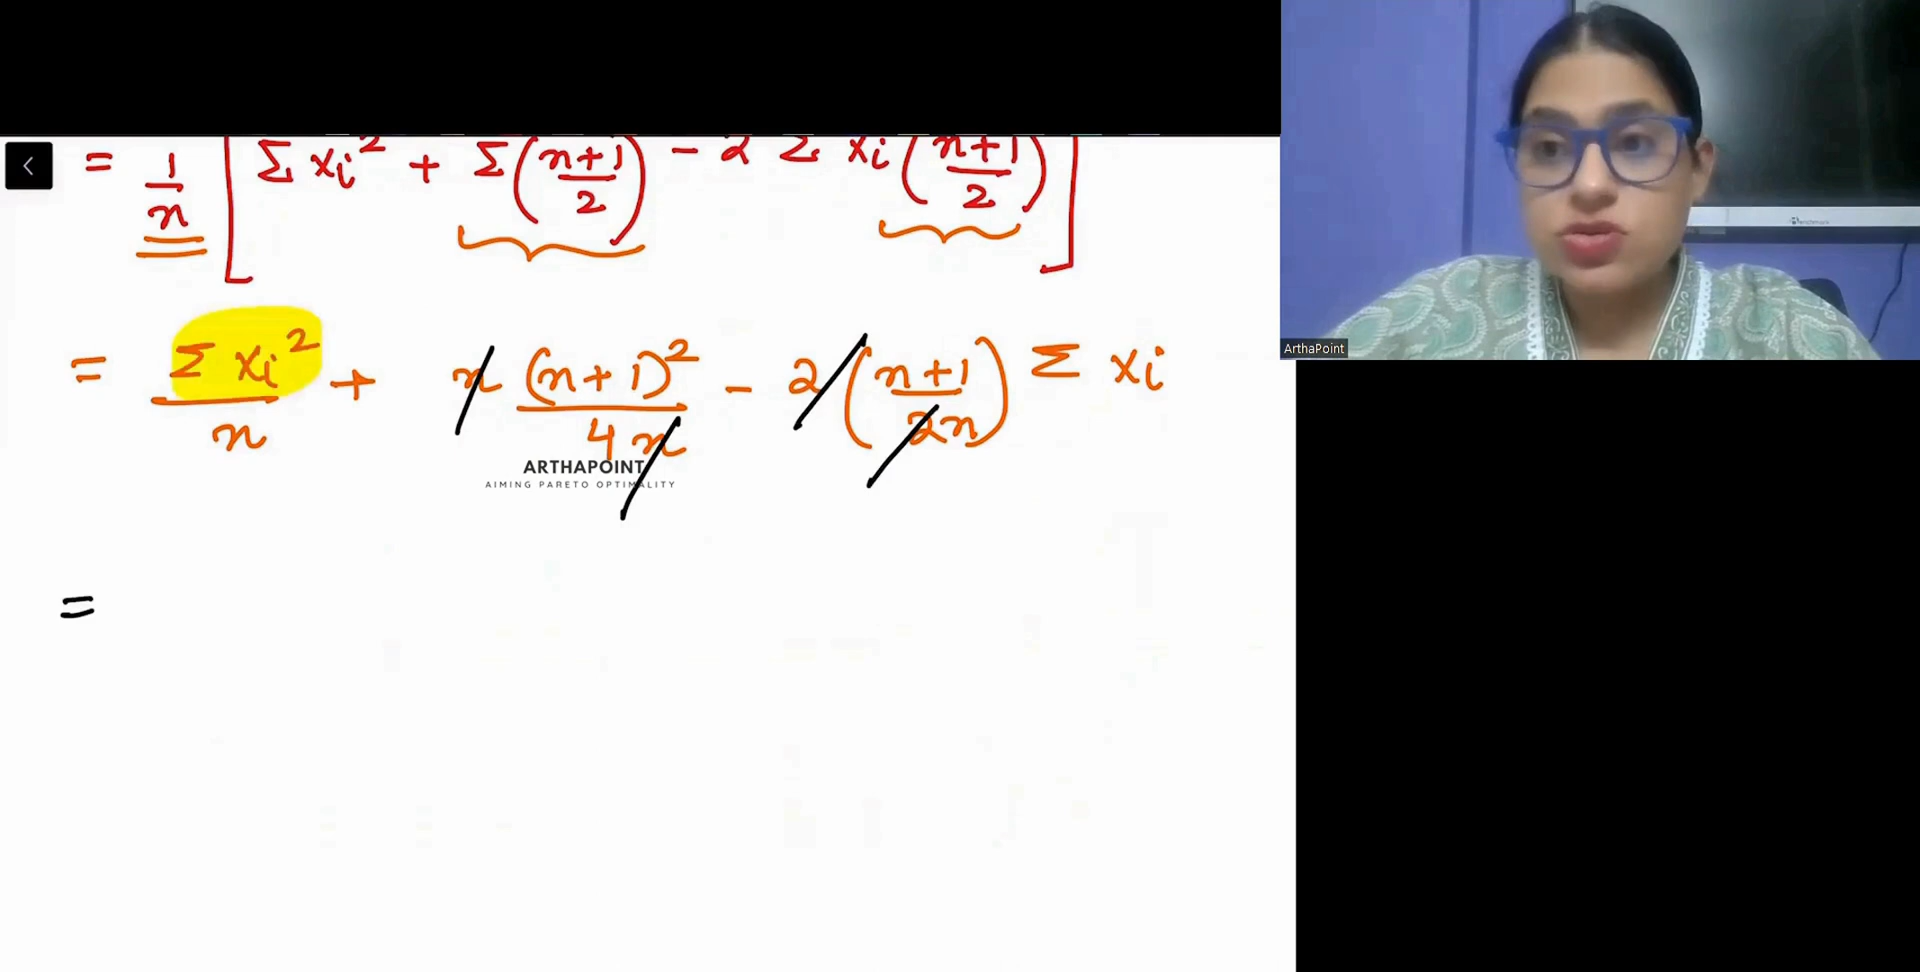 = 1/n [ Σ xi² + Σ (n+1/2) - 2 Σ xi (n+1/2) ]
= Σ xi²/n + n (n+1)²/4n - 2 (n+1/2n) Σ xi
ARTHAPOINT
AIMING PARETO OPTIMALITY
=
ArthaPoint